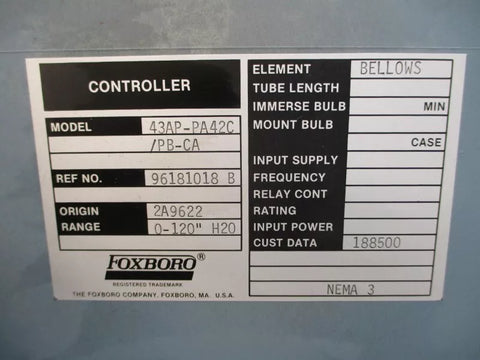 CONTROLLER
MODEL 43AP-PA42C
/PB-CA
REF NO. 96181018 B
ORIGIN 2A9622
RANGE 0-120" H2O
FOXBORO®
REGISTERED TRADEMARK
THE FOXBORO COMPANY, FOXBORO, MA. U.S.A.
ELEMENT BELLOWS
TUBE LENGTH
IMMERSE BULB MIN
MOUNT BULB
CASE
INPUT SUPPLY
FREQUENCY
RELAY CONT
RATING
INPUT POWER
CUST DATA 188500
NEMA 3